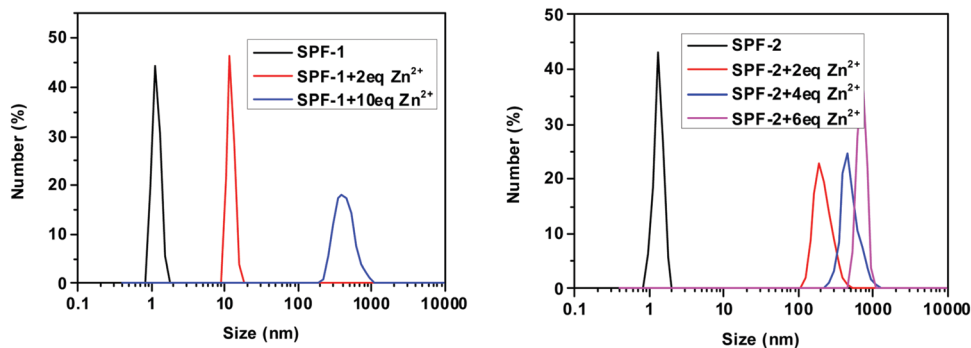 50
40
30
20
10
0
Number (%)
SPF-1
SPF-1+2eq Zn²⁺
SPF-1+10eq Zn²⁺
0.1 1 10 100 1000 10000
Size (nm)
50
40
30
20
10
0
Number (%)
SPF-2
SPF-2+2eq Zn²⁺
SPF-2+4eq Zn²⁺
SPF-2+6eq Zn²⁺
0.1 1 10 100 1000 10000
Size (nm)